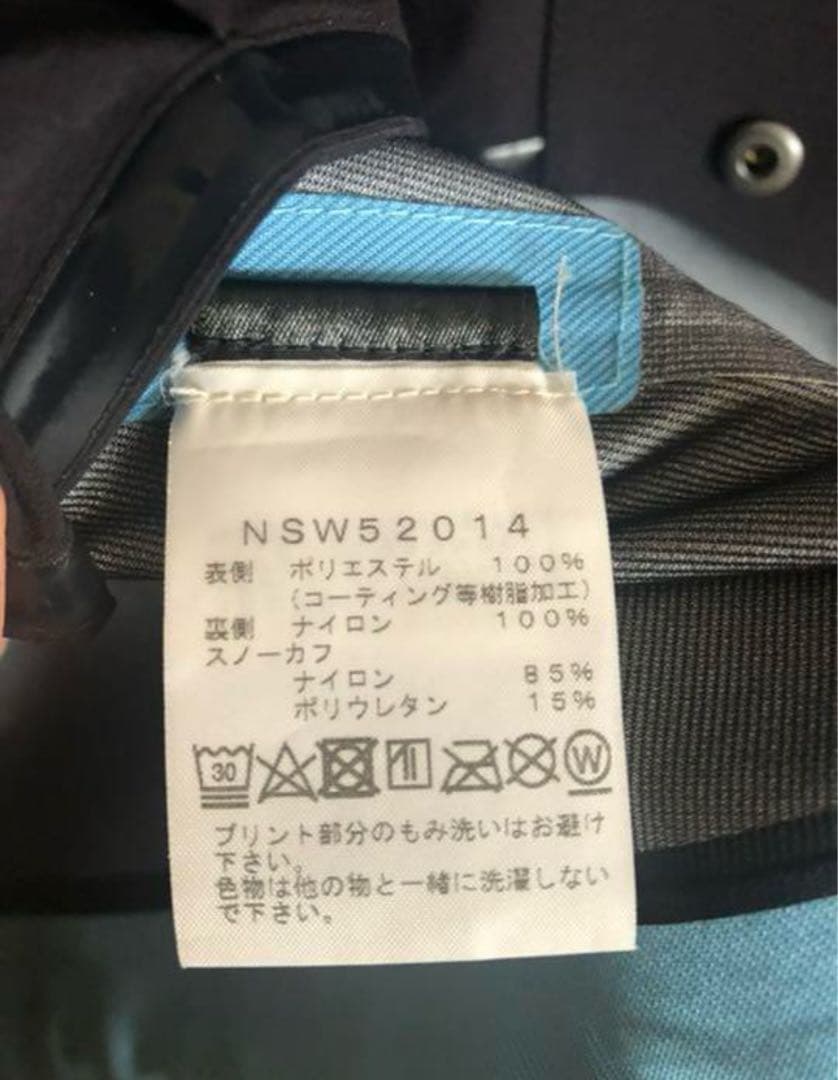 NSW52014
表側 ポリエステル 100%
(コーティング等樹脂加工)
裏側 ナイロン 100%
スノーカフ
ナイロン 85%
ポリウレタン 15%
30 W
プリント部分のもみ洗いはお避け
下さい。
色物は他の物と一緒に洗濯しない
で下さい。